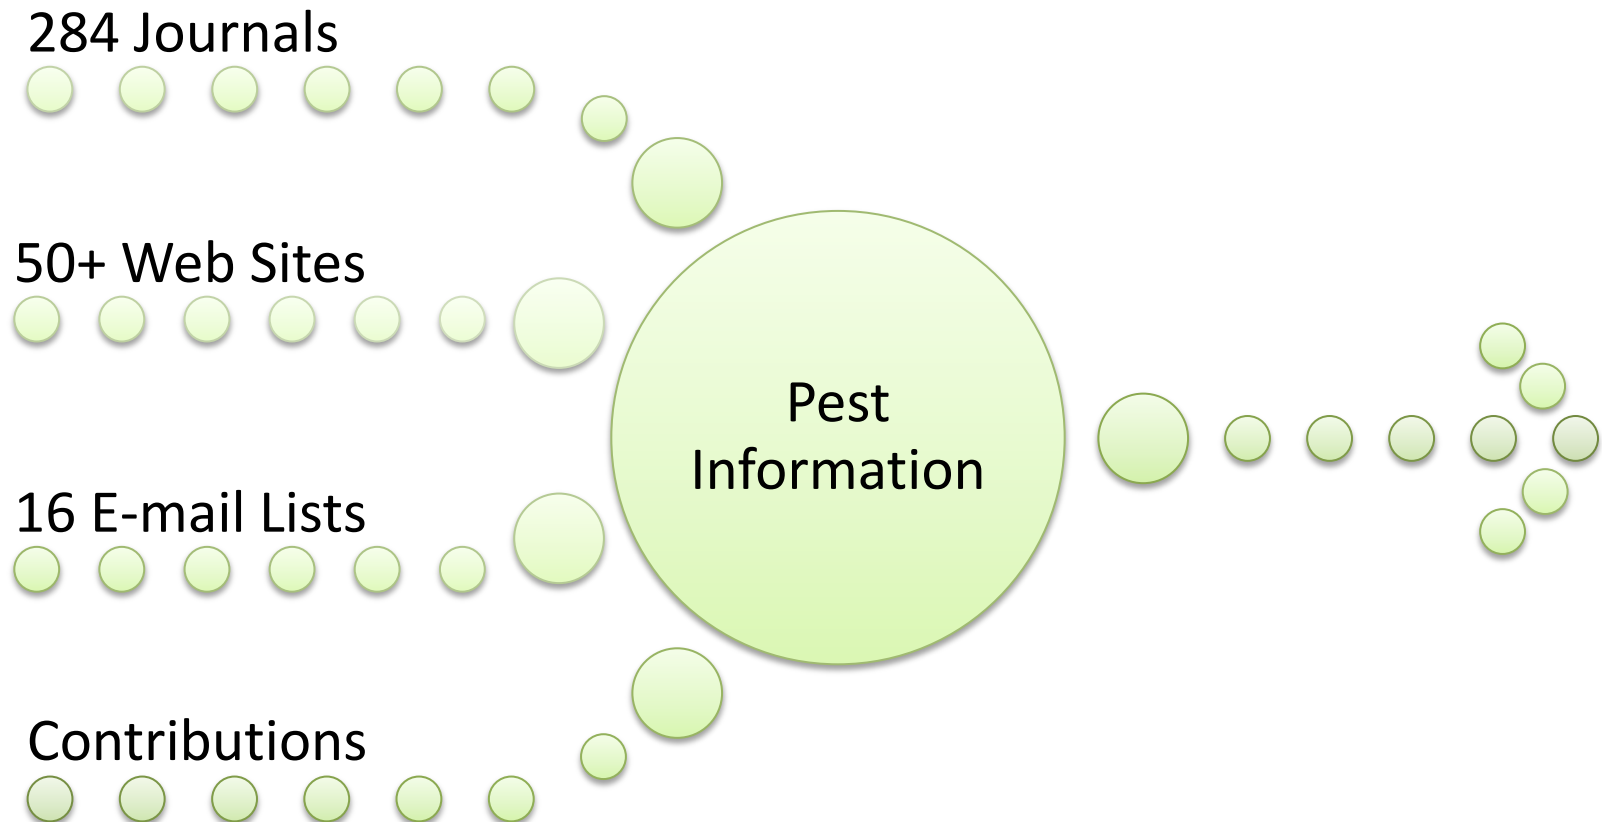 284 Journals
50+ Web Sites
16 E-mail Lists
Contributions
Pest
Information